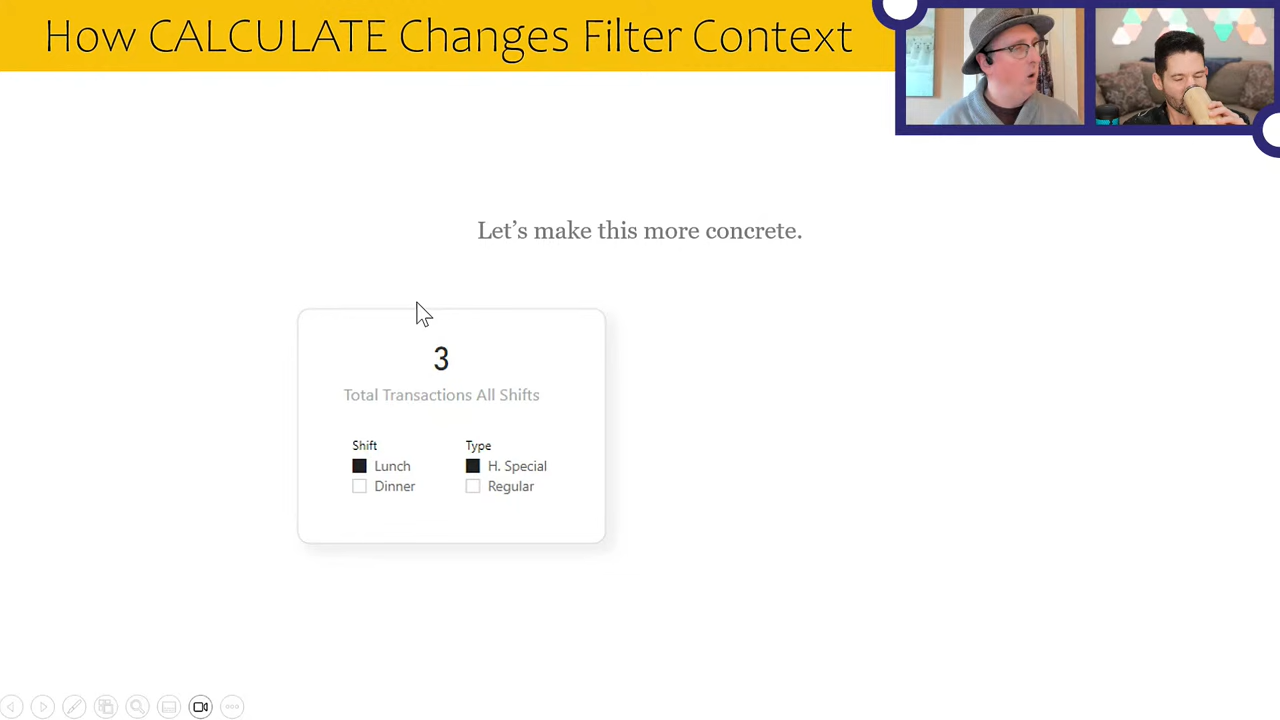 How CALCULATE Changes Filter Context
Let's make this more concrete.
3
Total Transactions All Shifts
Shift
Type
Lunch
H. Special
Dinner
Regular